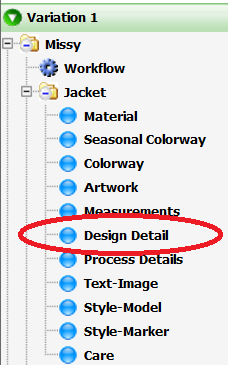 Variation 1
Missy
Workflow
Jacket
Material
Seasonal Colorway
Colorway
Artwork
Measurements
Design Detail
Process Details
Text-Image
Style-Model
Style-Marker
Care